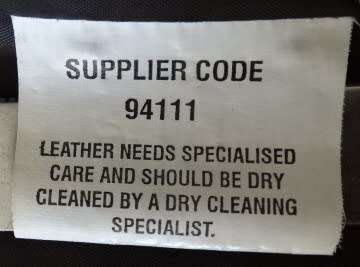 SUPPLIER CODE
94111
LEATHER NEEDS SPECIALISED
CARE AND SHOULD BE DRY
CLEANED BY A DRY CLEANING
SPECIALIST.